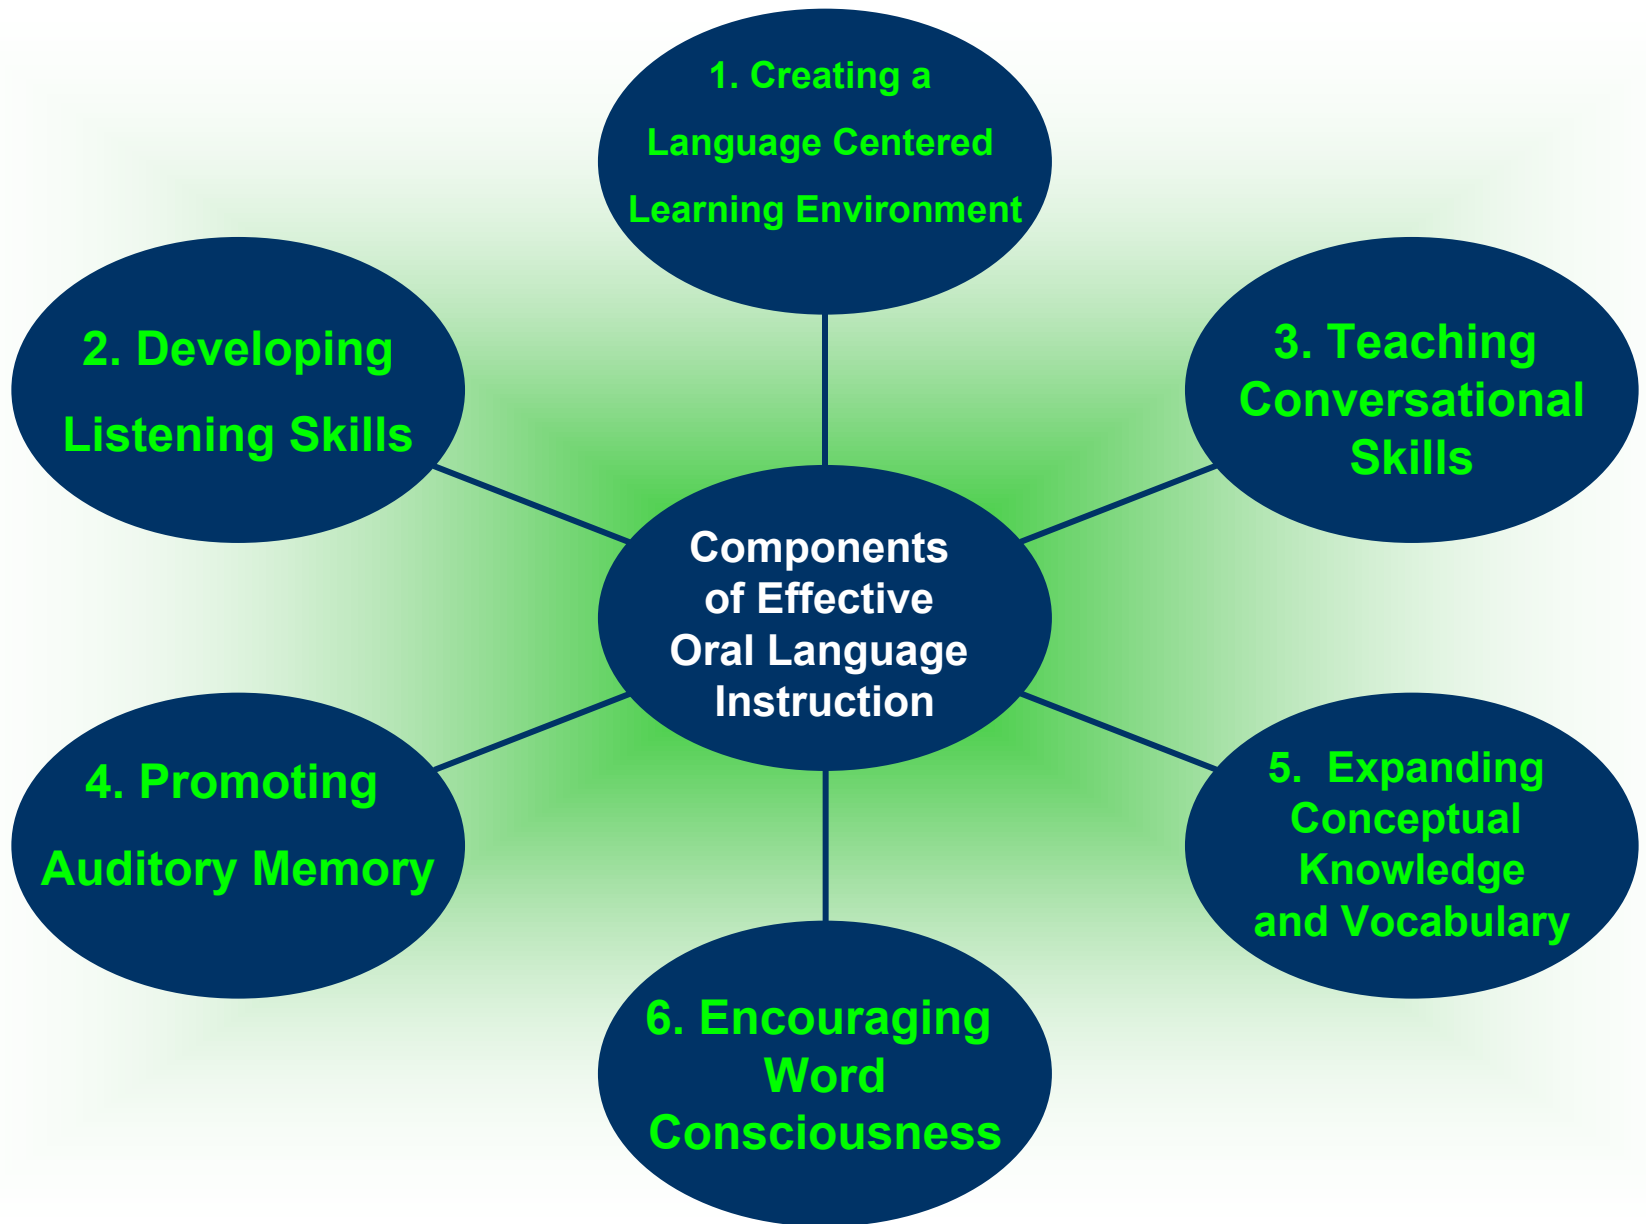 1. Creating a
Language Centered
Learning Environment
2. Developing
Listening Skills
3. Teaching
Conversational
Skills
Components
of Effective
Oral Language
Instruction
4. Promoting
Auditory Memory
5. Expanding
Conceptual
Knowledge
and Vocabulary
6. Encouraging
Word
Consciousness